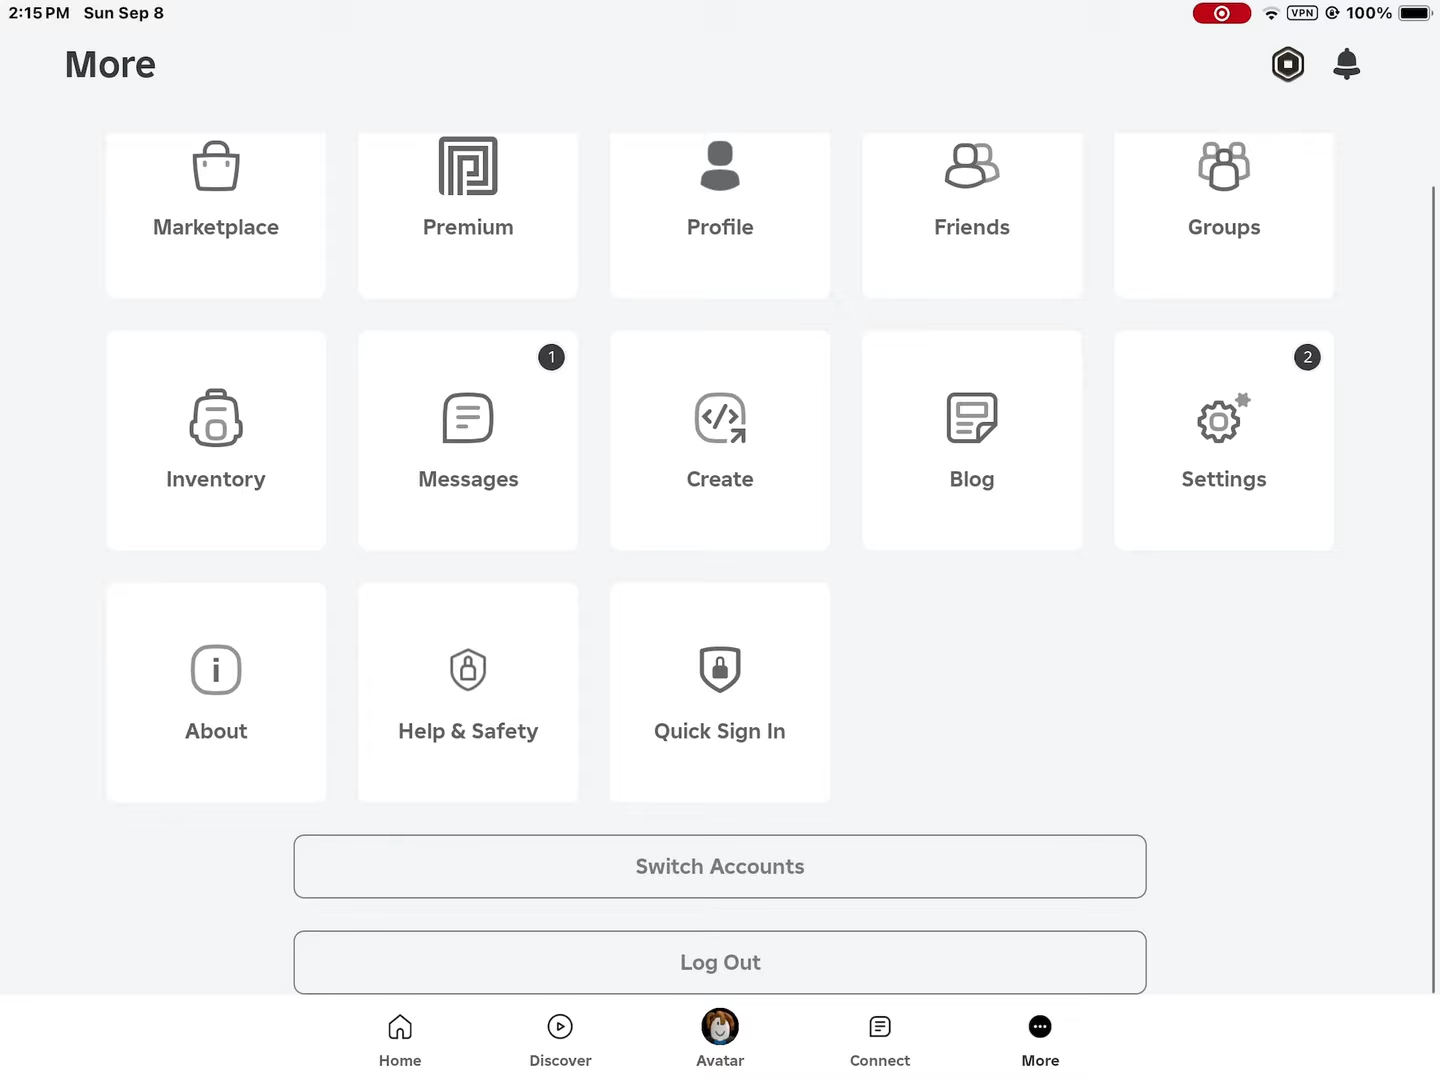 2:15 PM Sun Sep 8
VPN 100%
More
Marketplace
Premium
Profile
Friends
Groups
1
2
Inventory
Messages
Create
Blog
Settings
About
Help & Safety
Quick Sign In
Switch Accounts
Log Out
Home
Discover
Avatar
Connect
More